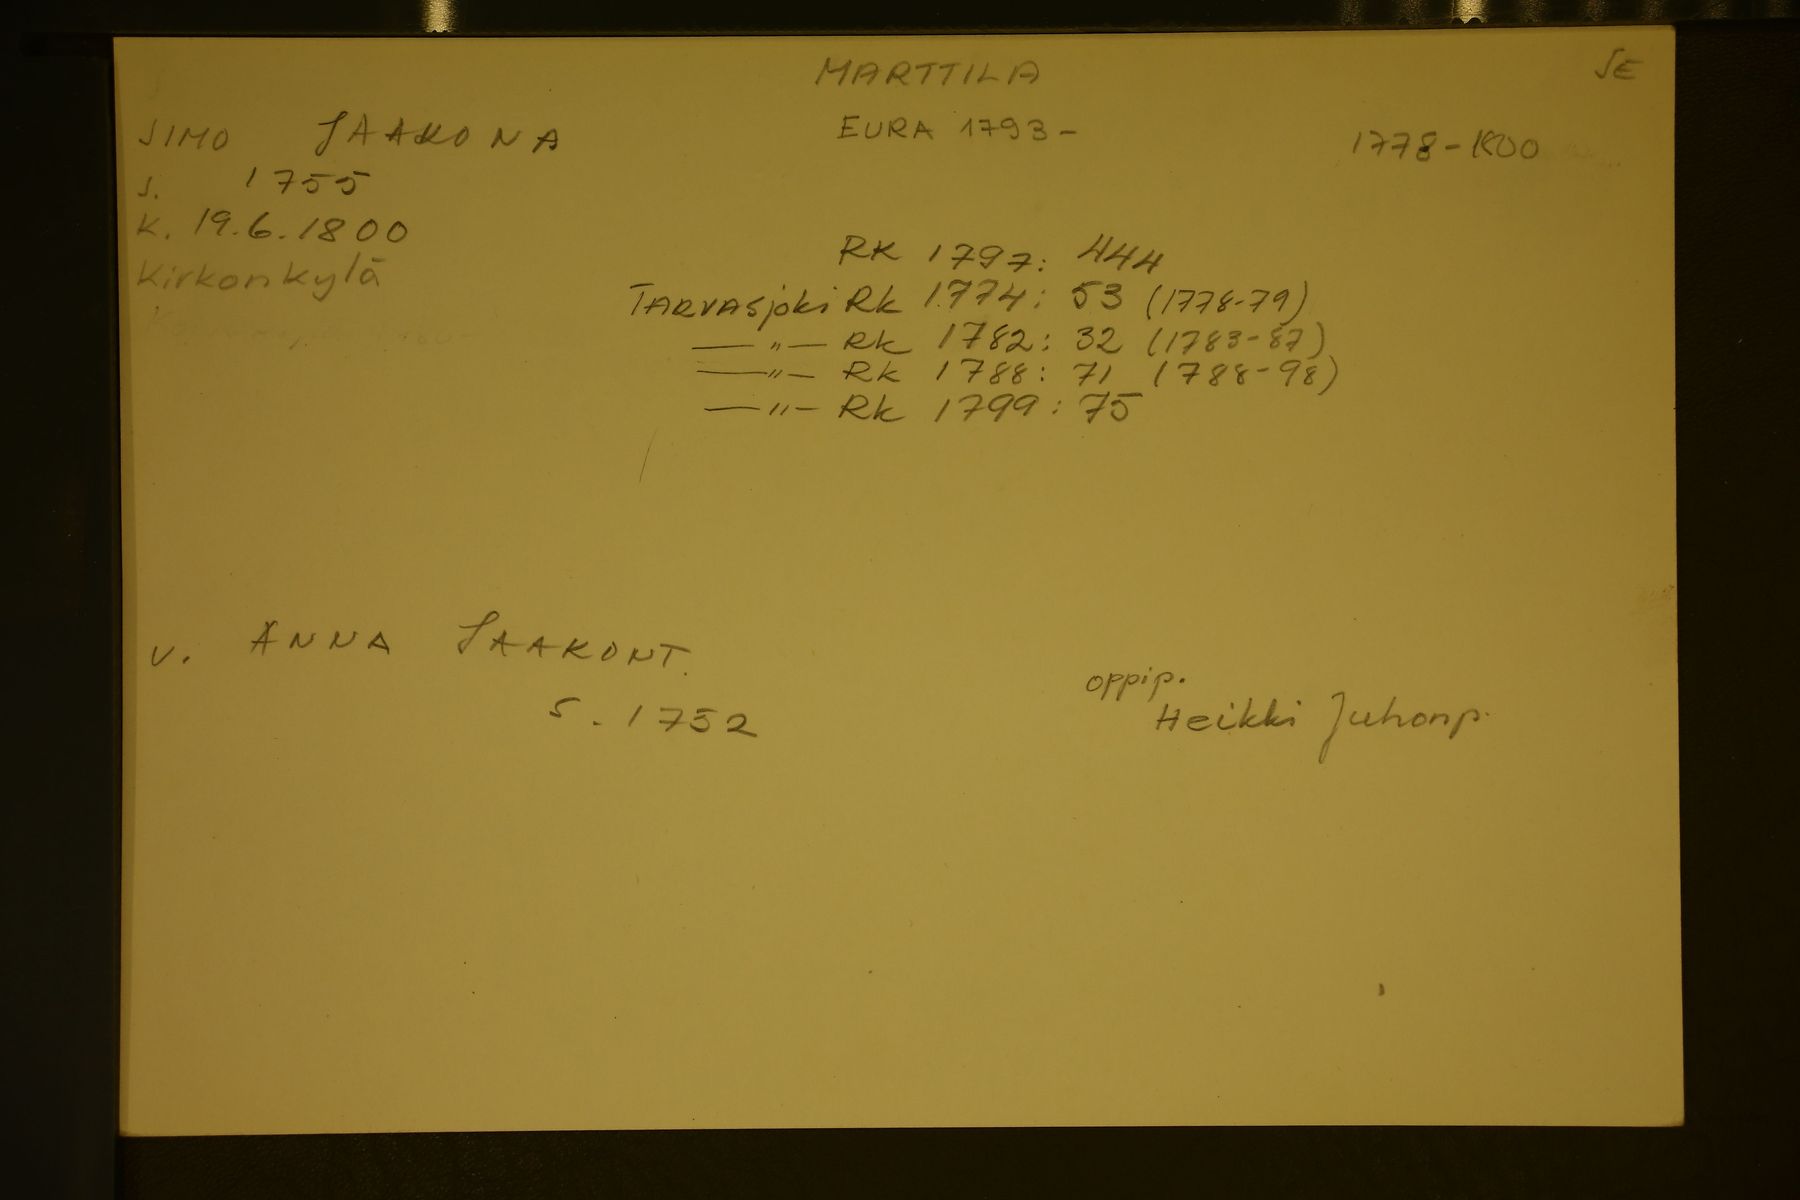 MARTTILA SE
SIMO JAAKONA EURA 1793- 1778-1800
s. 1755
k. 19.6.1800
Kirkonkylä
RK 1797: 444
TARVASjoki Rk 1774: 53 (1778-79)
—"— Rk 1782: 32 (1783-87)
—"— Rk 1788: 71 (1788-98)
—"— Rk 1799: 75
v. ANNA JAAKONT.
s. 1752
oppip.
Heikki Juhonp.